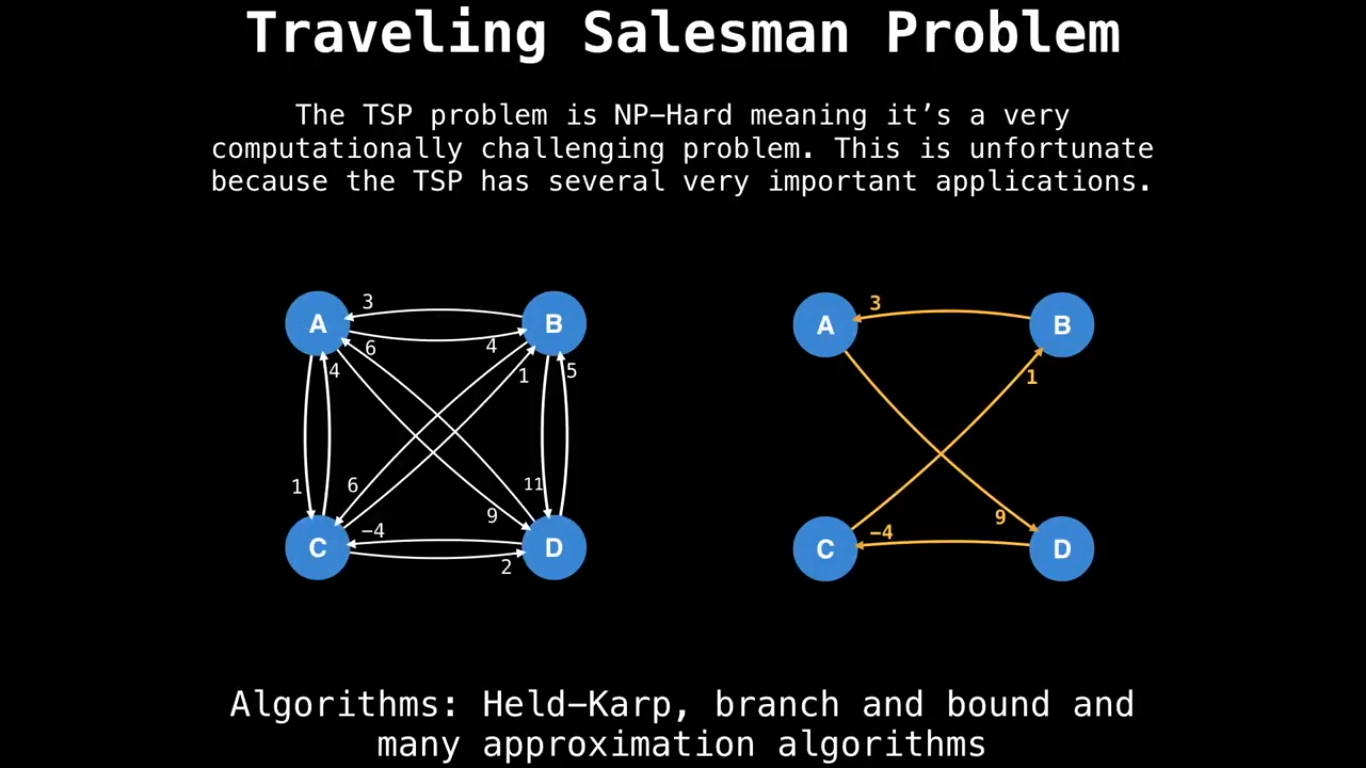 Traveling Salesman Problem
The TSP problem is NP-Hard meaning it’s a very
computationally challenging problem. This is unfortunate
because the TSP has several very important applications.
3
A
B
6
4
4
1
5
1
6
11
9
-4
C
D
2
3
A
B
1
9
-4
C
D
Algorithms: Held-Karp, branch and bound and
many approximation algorithms